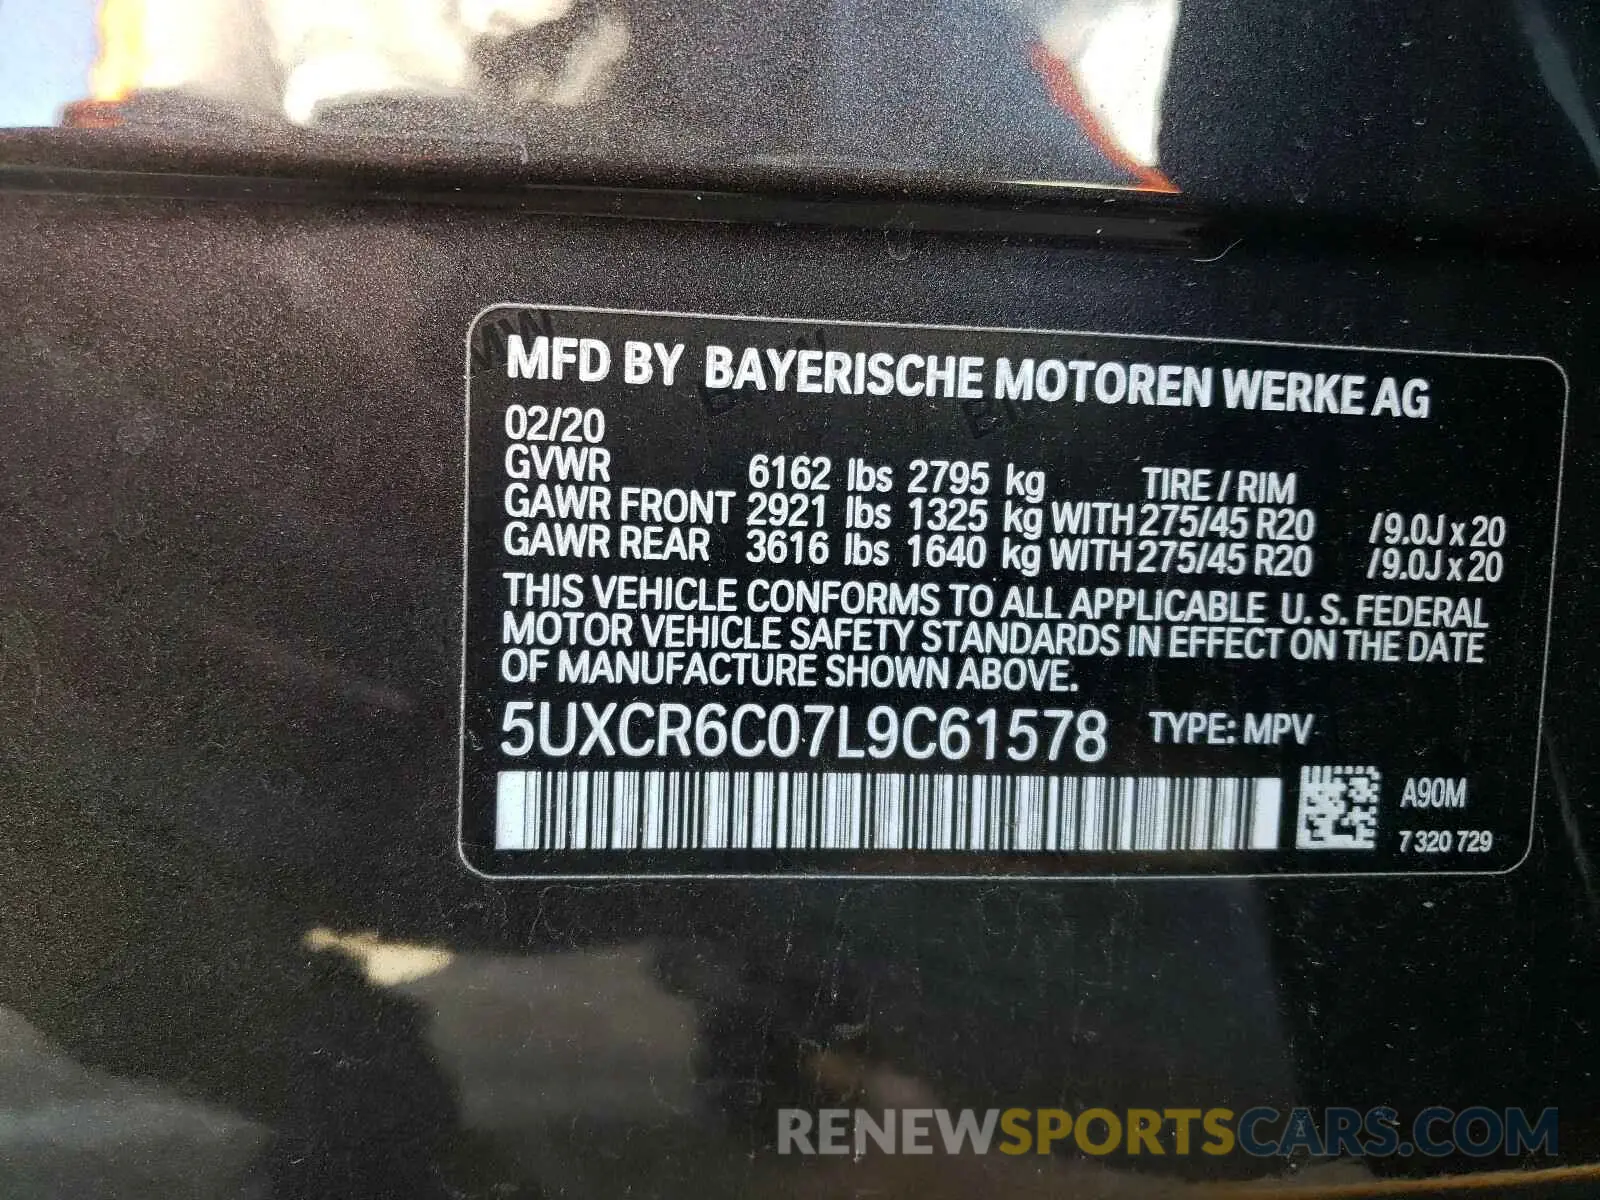 MFD BY BAYERISCHE MOTOREN WERKE AG
02/20
GVWR 6162 lbs 2795 kg TIRE / RIM
GAWR FRONT 2921 lbs 1325 kg WITH 275/45 R20 /9.0J x 20
GAWR REAR 3616 lbs 1640 kg WITH 275/45 R20 /9.0J x 20
THIS VEHICLE CONFORMS TO ALL APPLICABLE U. S. FEDERAL
MOTOR VEHICLE SAFETY STANDARDS IN EFFECT ON THE DATE
OF MANUFACTURE SHOWN ABOVE.
5UXCR6C07L9C61578 TYPE: MPV
A90M
7 320 729
RENEWSPORTSCARS.COM